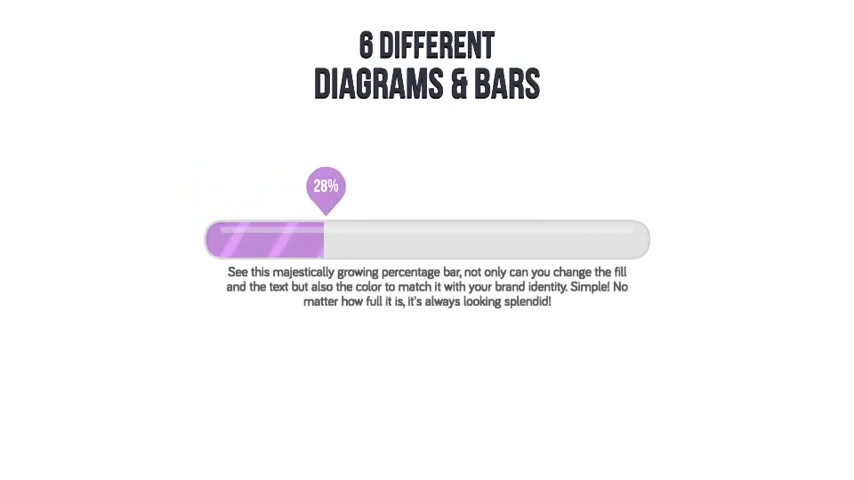 6 DIFFERENT
DIAGRAMS & BARS
28%
See this majestically growing percentage bar, not only can you change the fill
and the text but also the color to match it with your brand identity. Simple! No
matter how full it is, it's always looking splendid!